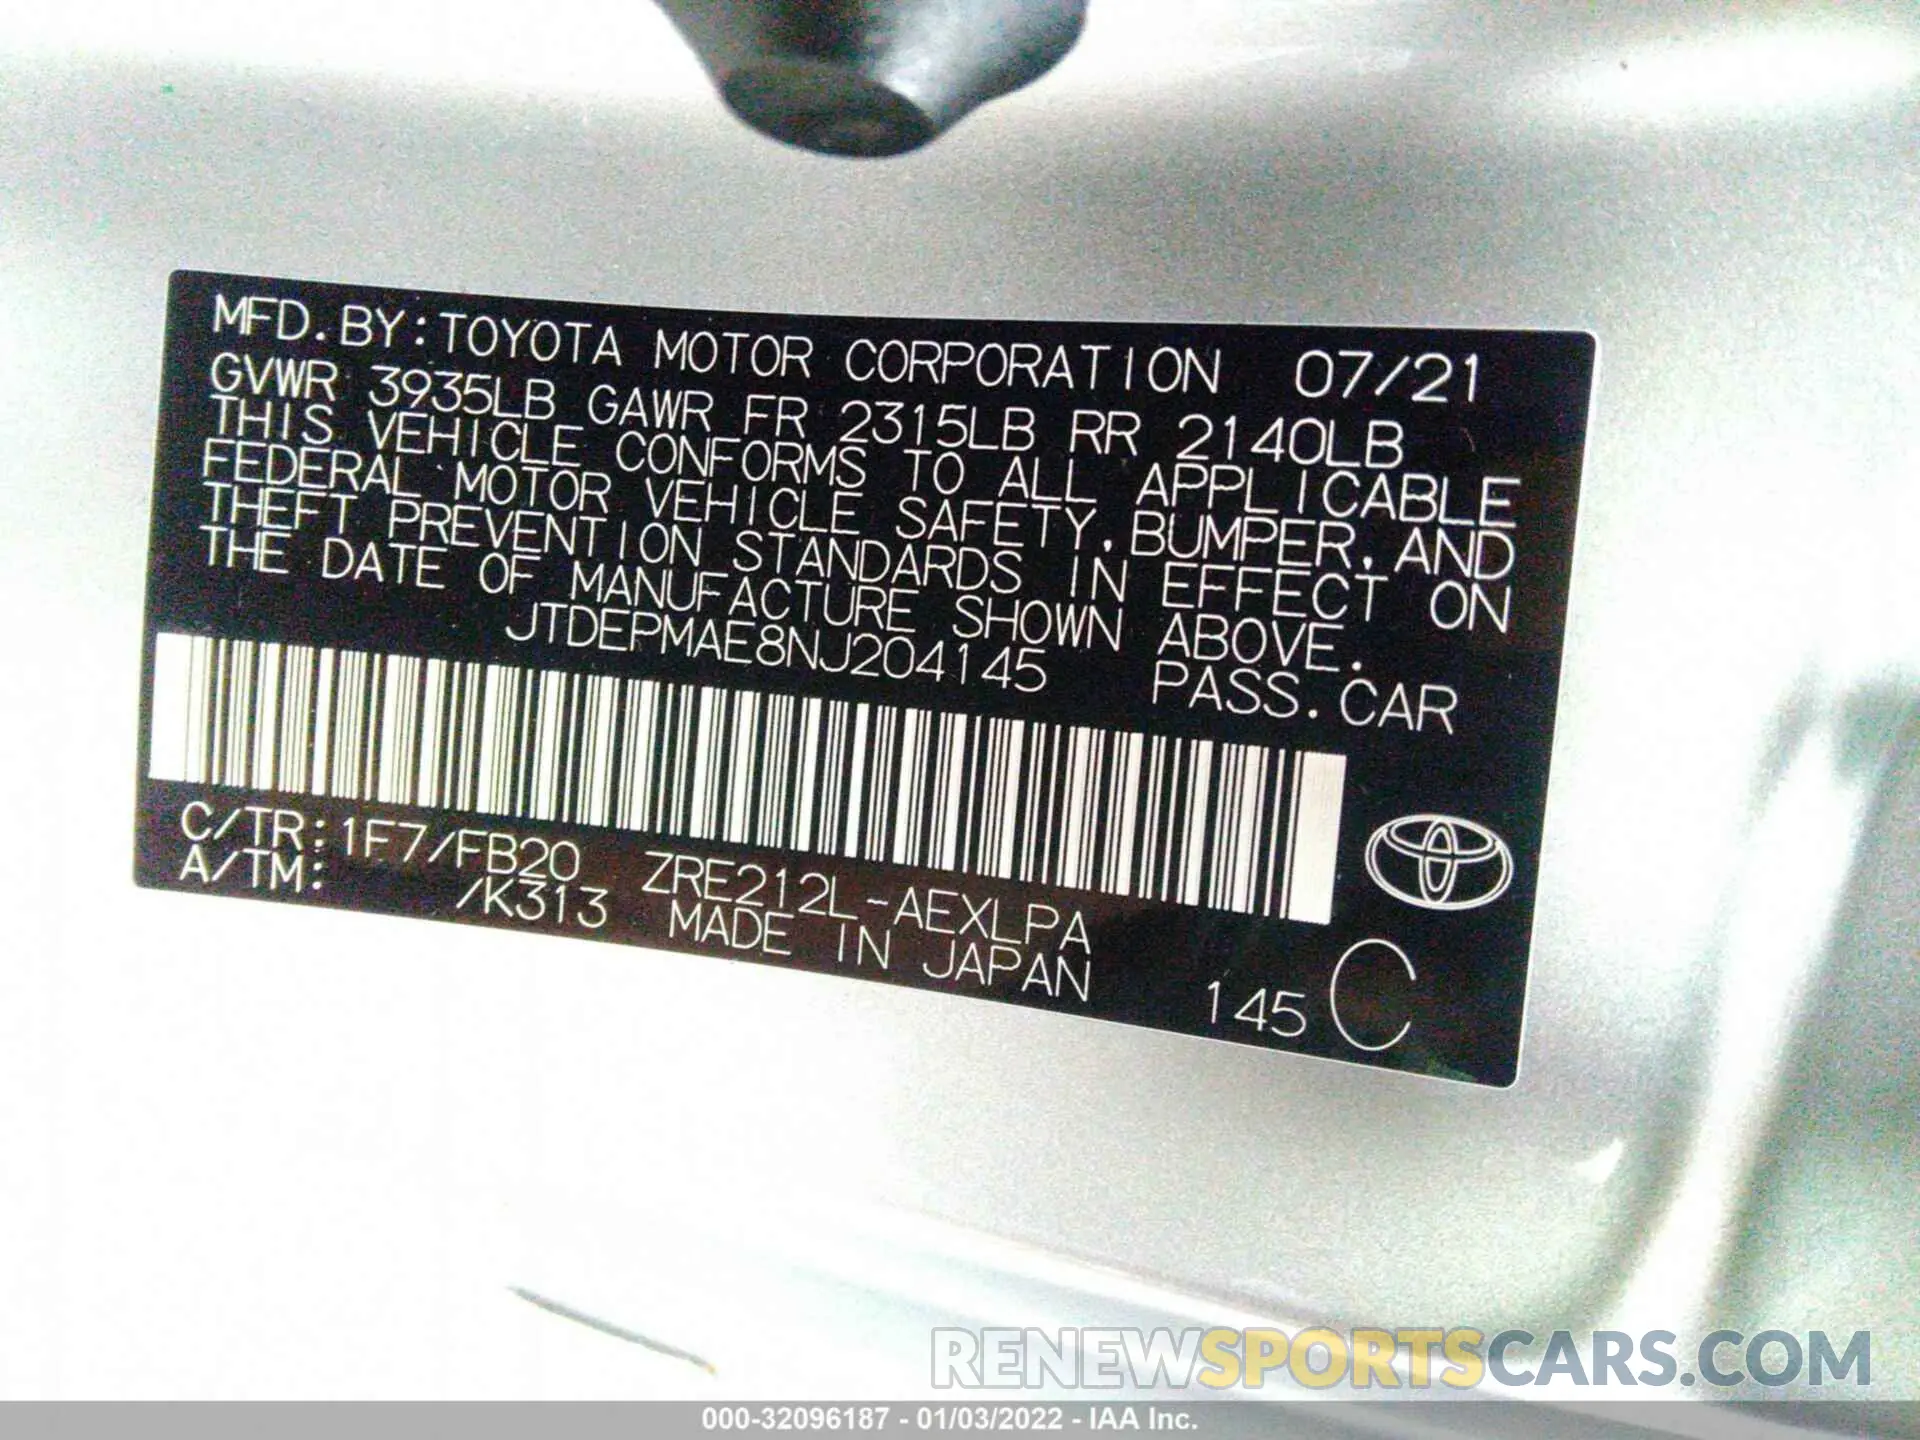 MFD.BY:TOYOTA MOTOR CORPORATION 07/21
GVWR 3935LB GAWR FR 2315LB RR 2140LB
THIS VEHICLE CONFORMS TO ALL APPLICABLE
FEDERAL MOTOR VEHICLE SAFETY,BUMPER,AND
THEFT PREVENTION STANDARDS IN EFFECT ON
THE DATE OF MANUFACTURE SHOWN ABOVE.
JTDEPMAE8NJ204145 PASS.CAR
C/TR:1F7/FB20 ZRE212L-AEXLPA
A/TM: /K313 MADE IN JAPAN
145 C
RENEWSPORTSCARS.COM
000-32096187 - 01/03/2022 - IAA Inc.